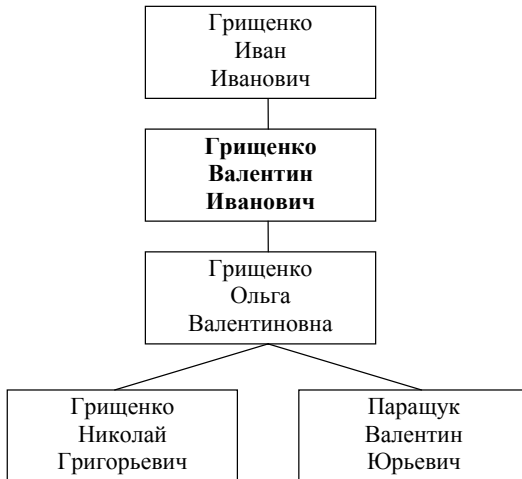 Грищенко
Иван
Иванович
Грищенко
Валентин
Иванович
Грищенко
Ольга
Валентиновна
Грищенко
Николай
Григорьевич
Паращук
Валентин
Юрьевич